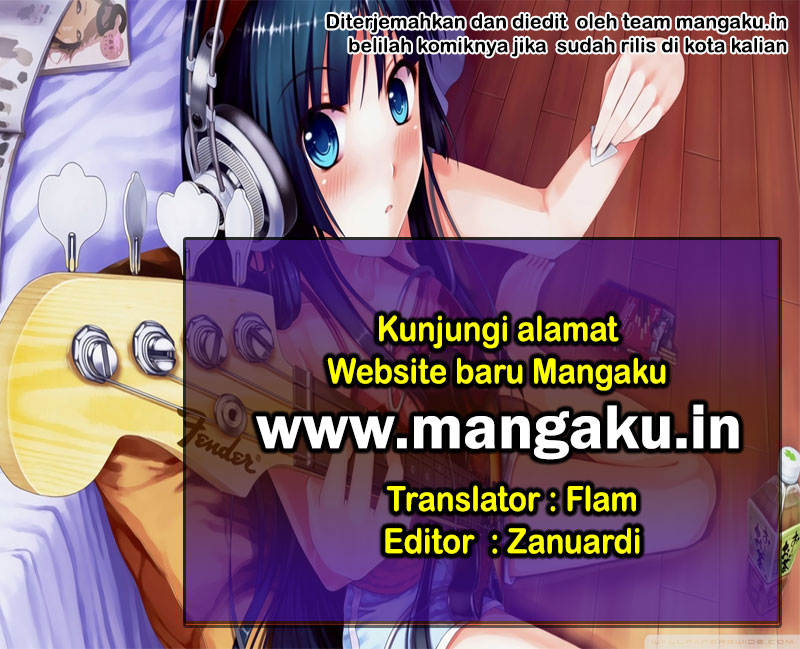 Diterjemahkan dan diedit oleh team mangaku.in
belilah komiknya jika sudah rilis di kota kalian
Kunjungi alamat
Website baru Mangaku
www.mangaku.in
Fender
Translator : Flam
Editor : Zanuardi